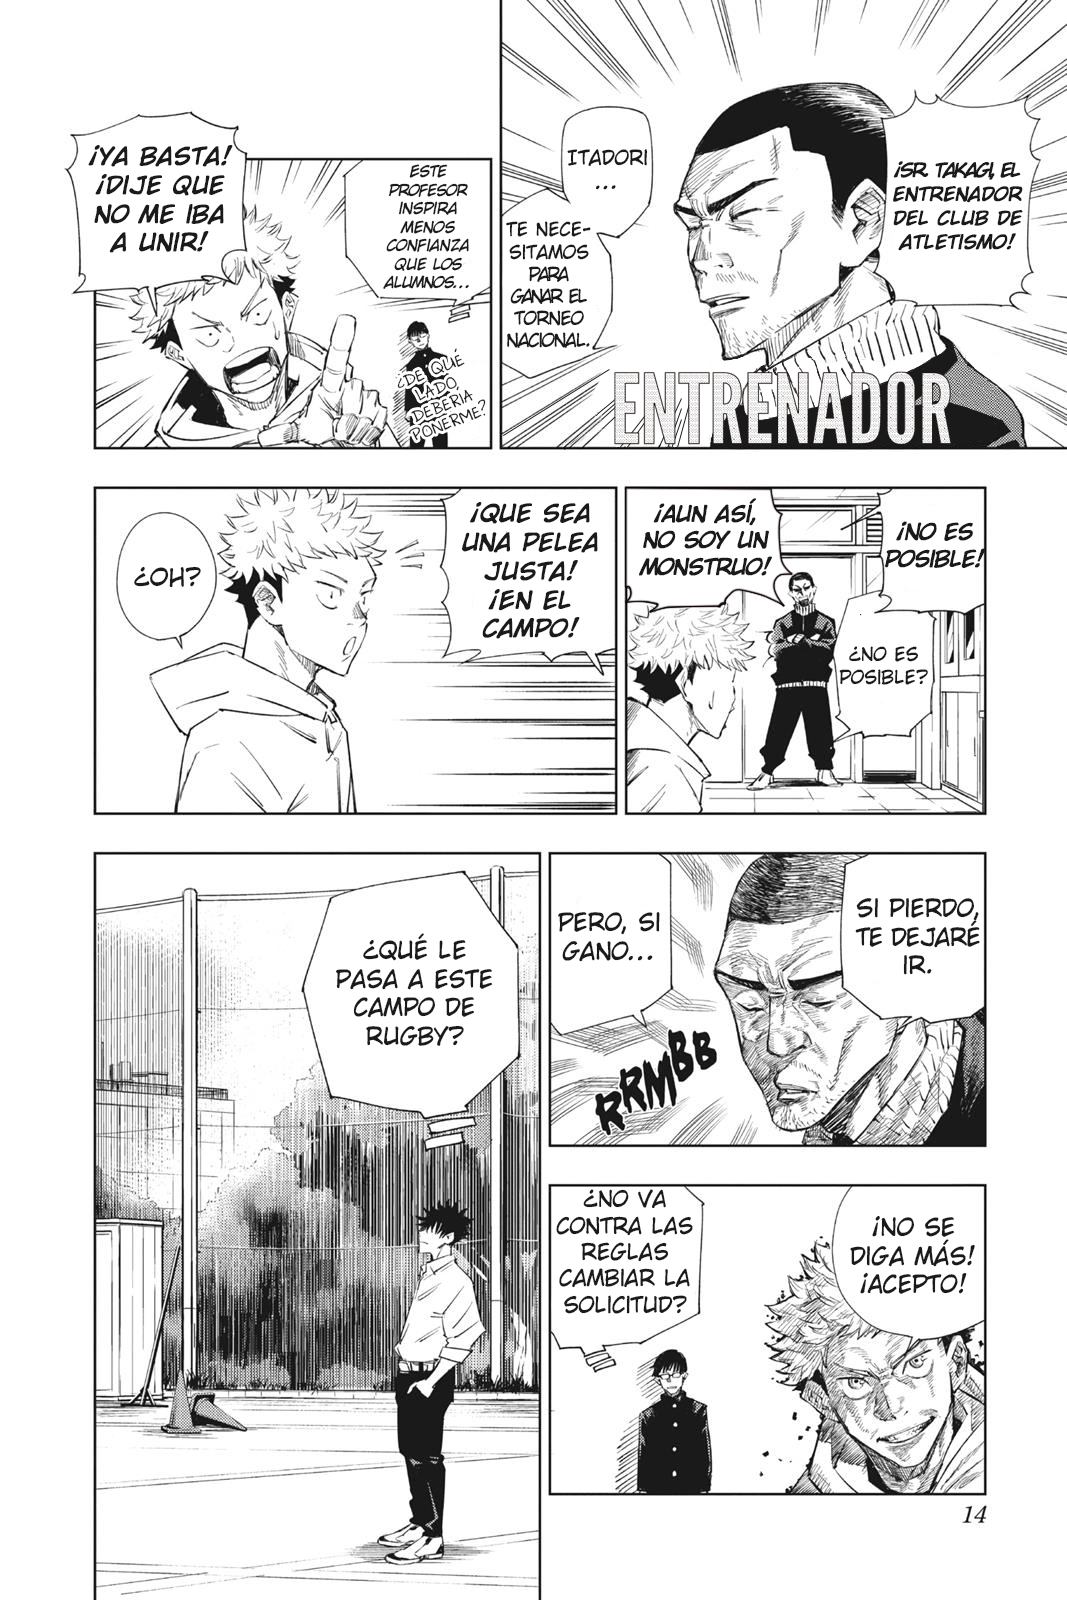 ¡SR. TAKAGI, EL
ENTRENADOR
DEL CLUB DE
ATLETISMO!
ITADORI
...
TE NECE-
SITAMOS
PARA
GANAR EL
TORNEO
NACIONAL.
ENTRENADOR
ESTE
PROFESOR
INSPIRA
MENOS
CONFIANZA
QUE LOS
ALUMNOS...
¡YA BASTA!
¡DIJE QUE
NO ME IBA
A UNIR!
¿DE QUÉ
LADO
DEBERIA
PONERME?
¡NO ES
POSIBLE!
¿NO ES
POSIBLE?
¡AUN ASÍ,
NO SOY UN
MONSTRUO!
¡QUE SEA
UNA PELEA
JUSTA!
¡EN EL
CAMPO!
¿OH?
SI PIERDO,
TE DEJARÉ
IR.
PERO, SI
GANO...
RRMBB
¡NO SE
DIGA MÁS!
¡ACEPTO!
¿NO VA
CONTRA LAS
REGLAS
CAMBIAR LA
SOLICITUD?
¿QUÉ LE
PASA A ESTE
CAMPO DE
RUGBY?
14